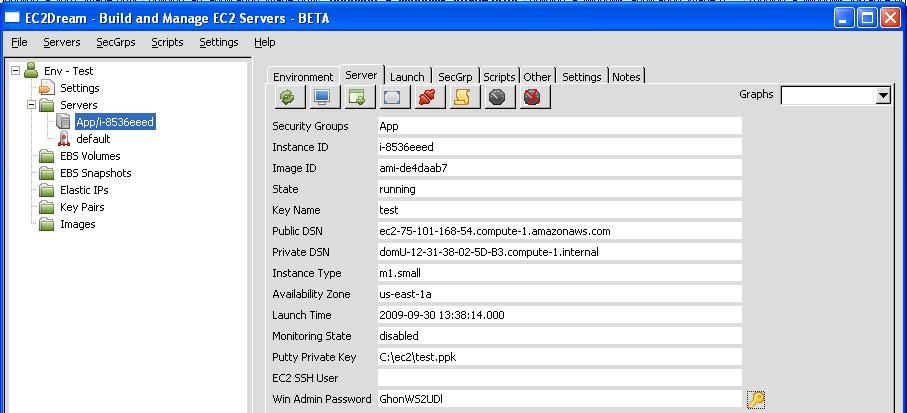 EC2Dream - Build and Manage EC2 Servers - BETA
File Servers SecGrps Scripts Settings Help
Env - Test
Settings
Servers
App/i-8536eeed
default
EBS Volumes
EBS Snapshots
Elastic IPs
Key Pairs
Images
Environment Server Launch SecGrp Scripts Other Settings Notes
Graphs
Security Groups App
Instance ID i-8536eeed
Image ID ami-de4daab7
State running
Key Name test
Public DSN ec2-75-101-168-54.compute-1.amazonaws.com
Private DSN domU-12-31-38-02-5D-B3.compute-1.internal
Instance Type m1.small
Availability Zone us-east-1a
Launch Time 2009-09-30 13:38:14.000
Monitoring State disabled
Putty Private Key C:\ec2\test.ppk
EC2 SSH User
Win Admin Password GhonWS2UDl